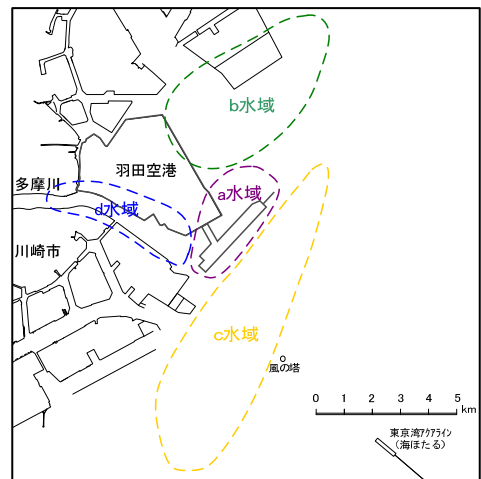 b水域
羽田空港
多摩川
a水域
d水域
川崎市
c水域
風の塔
0 1 2 3 4 5
km
東京湾ｱｸｱﾗｲﾝ
（海ほたる）